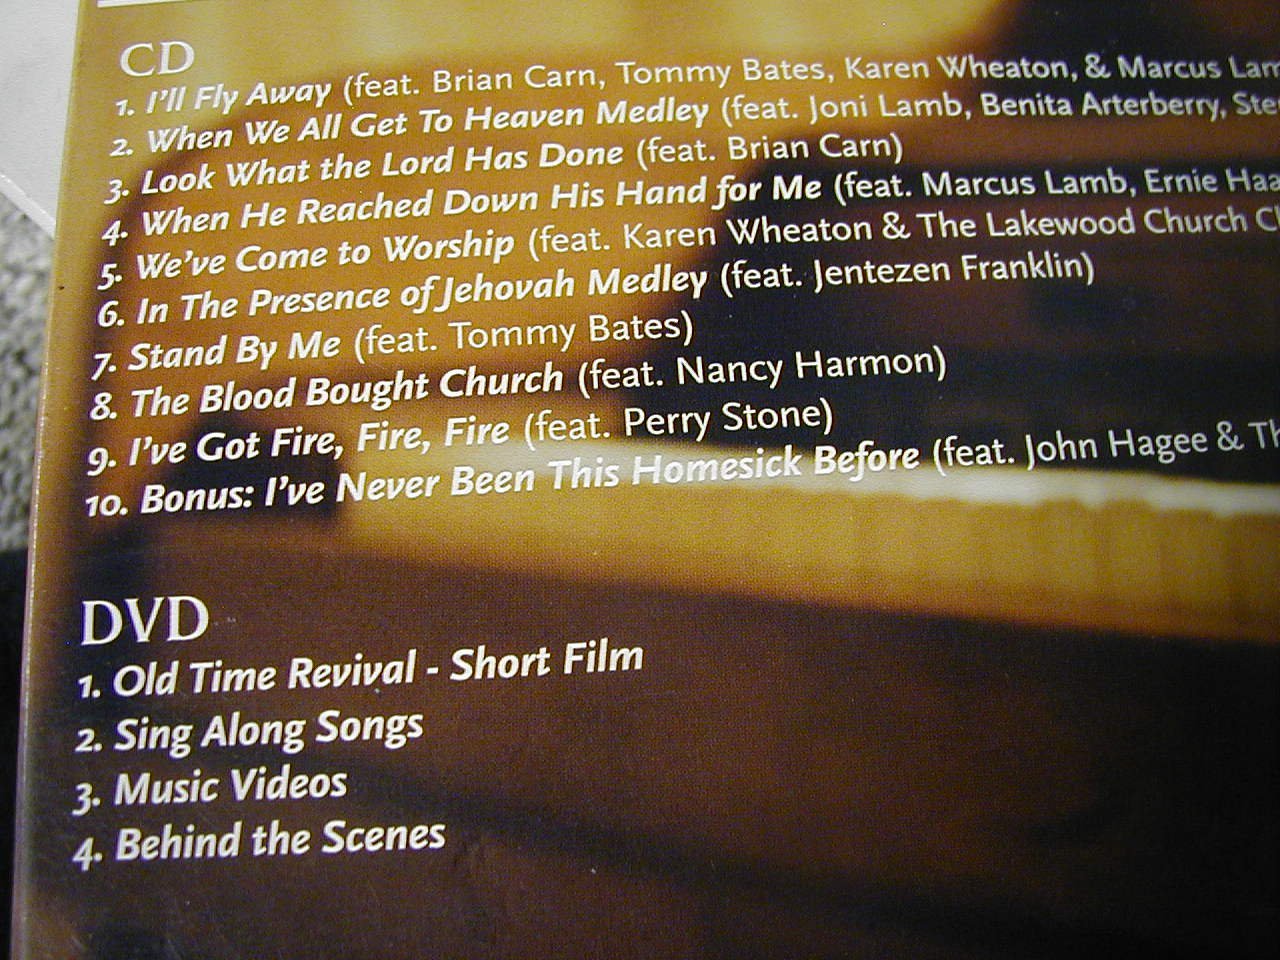 CD
1. I'll Fly Away (feat. Brian Carn, Tommy Bates, Karen Wheaton, & Marcus Lam
2. When We All Get To Heaven Medley (feat. Joni Lamb, Benita Arterberry, Ste
3. Look What the Lord Has Done (feat. Brian Carn)
4. When He Reached Down His Hand for Me (feat. Marcus Lamb, Ernie Haa
5. We've Come to Worship (feat. Karen Wheaton & The Lakewood Church C
6. In The Presence of Jehovah Medley (feat. Jentezen Franklin)
7. Stand By Me (feat. Tommy Bates)
8. The Blood Bought Church (feat. Nancy Harmon)
9. I've Got Fire, Fire, Fire (feat. Perry Stone)
10. Bonus: I've Never Been This Homesick Before (feat. John Hagee & Th
DVD
1. Old Time Revival - Short Film
2. Sing Along Songs
3. Music Videos
4. Behind the Scenes